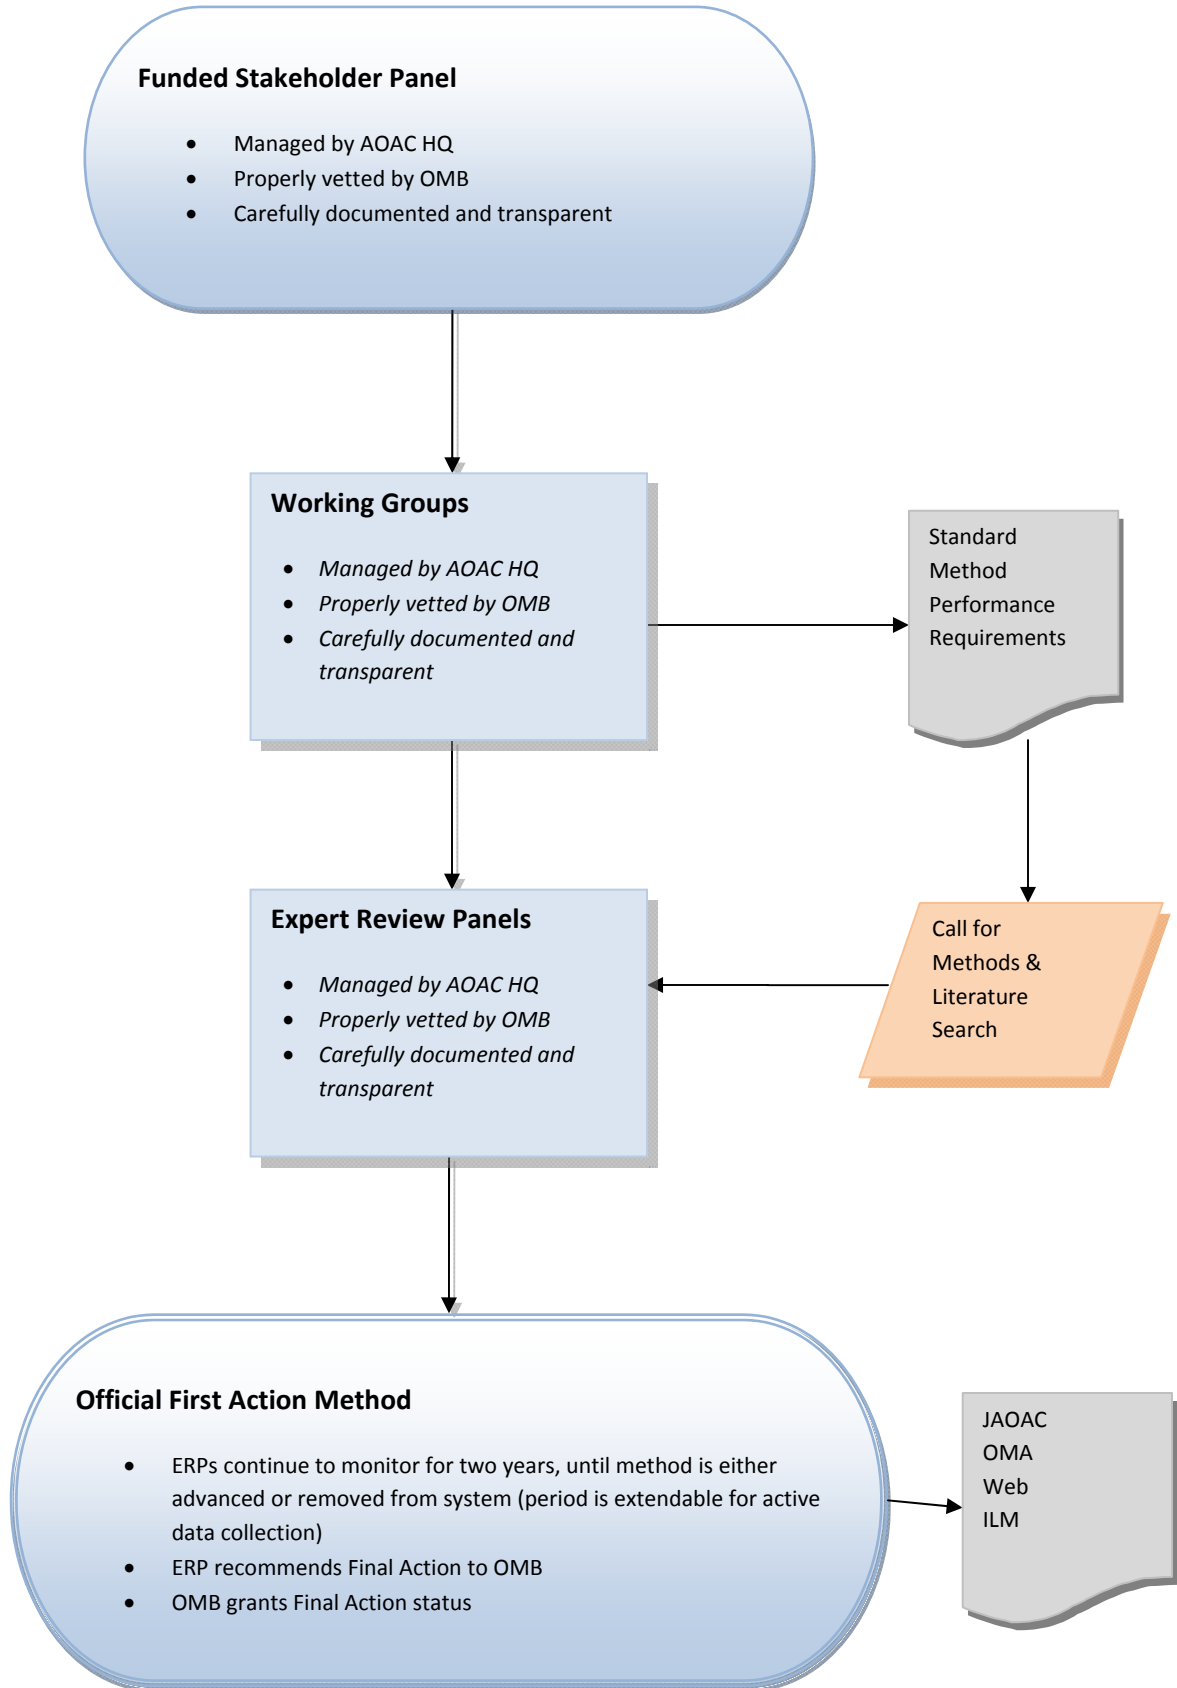 Funded Stakeholder Panel
• Managed by AOAC HQ
• Properly vetted by OMB
• Carefully documented and transparent
Working Groups
• Managed by AOAC HQ
• Properly vetted by OMB
• Carefully documented and
transparent
Standard
Method
Performance
Requirements
Expert Review Panels
• Managed by AOAC HQ
• Properly vetted by OMB
• Carefully documented and
transparent
Call for
Methods &
Literature
Search
Official First Action Method
• ERPs continue to monitor for two years, until method is either
advanced or removed from system (period is extendable for active
data collection)
• ERP recommends Final Action to OMB
• OMB grants Final Action status
JAOAC
OMA
Web
ILM